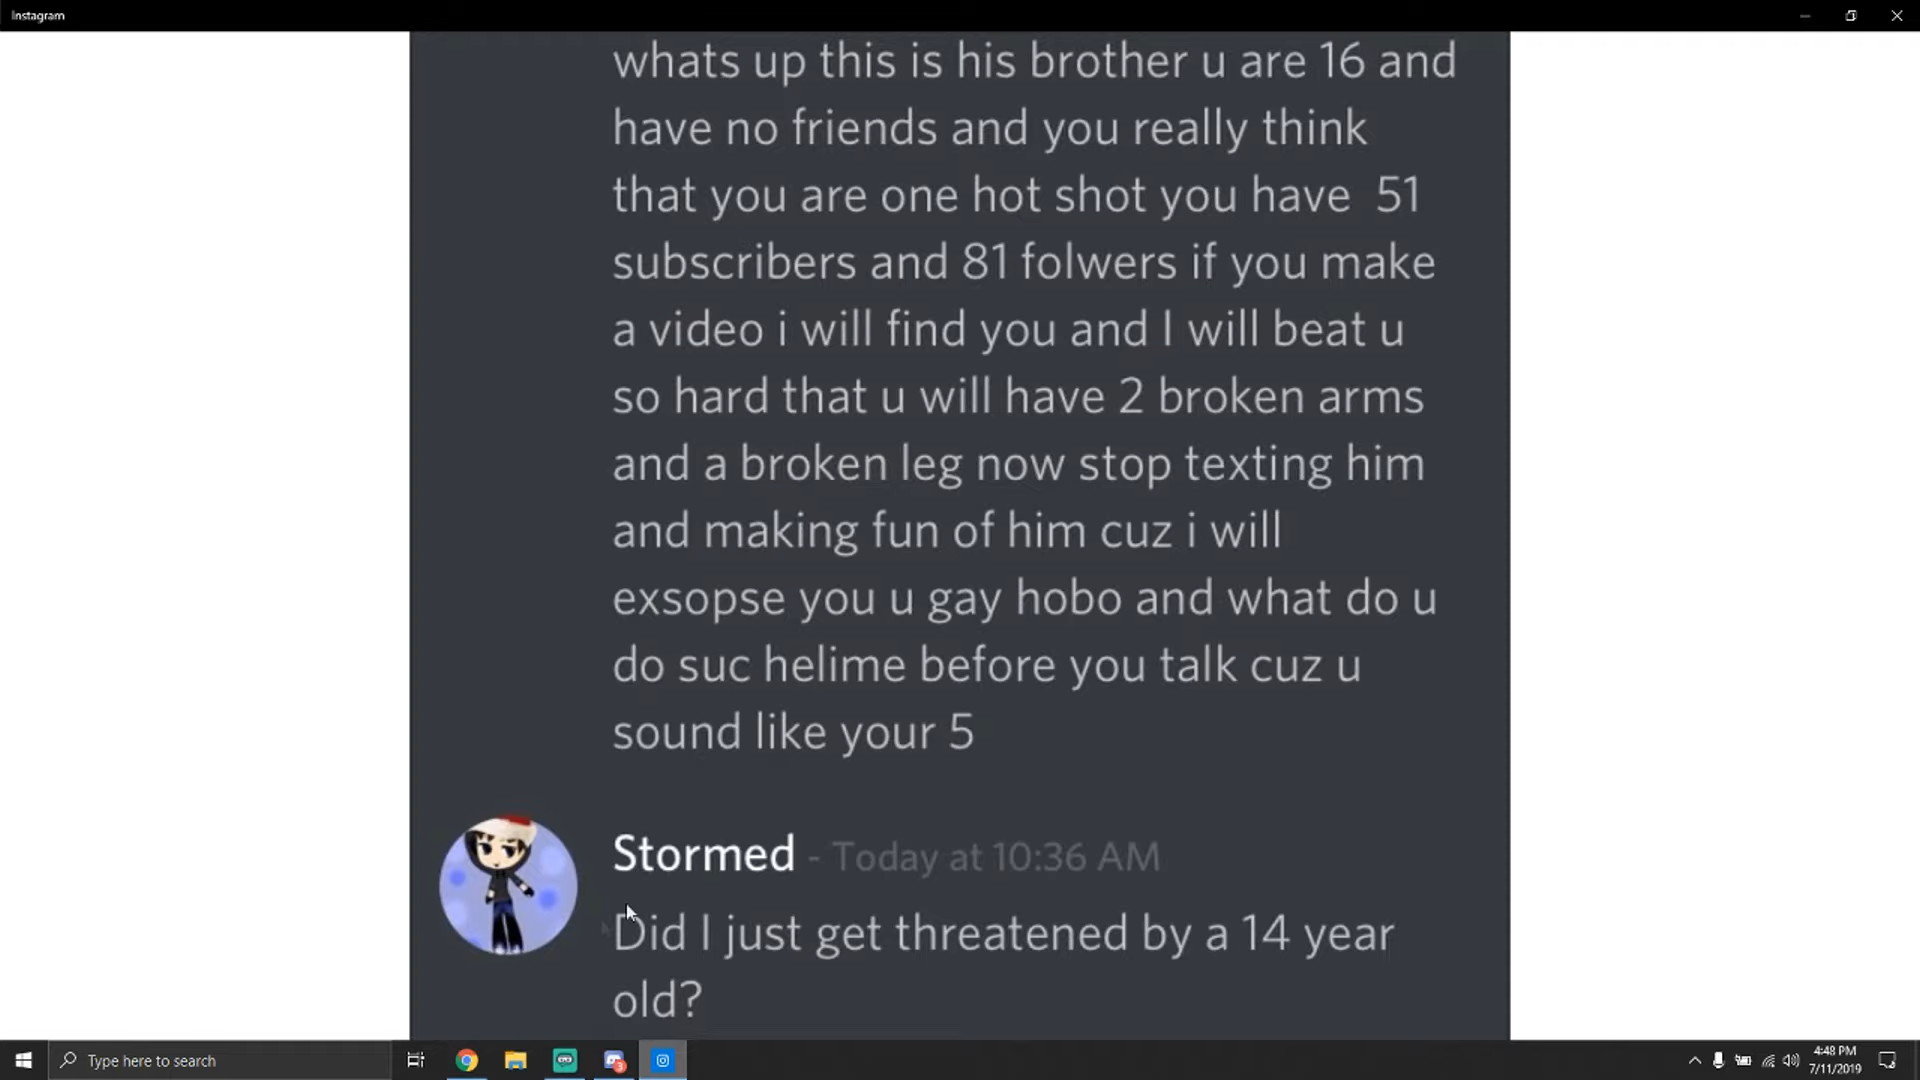 Instagram
whats up this is his brother u are 16 and
have no friends and you really think
that you are one hot shot you have 51
subscribers and 81 folwers if you make
a video i will find you and I will beat u
so hard that u will have 2 broken arms
and a broken leg now stop texting him
and making fun of him cuz i will
exsopse you u gay hobo and what do u
do suc helime before you talk cuz u
sound like your 5
Stormed - Today at 10:36 AM
Did I just get threatened by a 14 year
old?
Type here to search
3
4:48 PM
7/11/2019